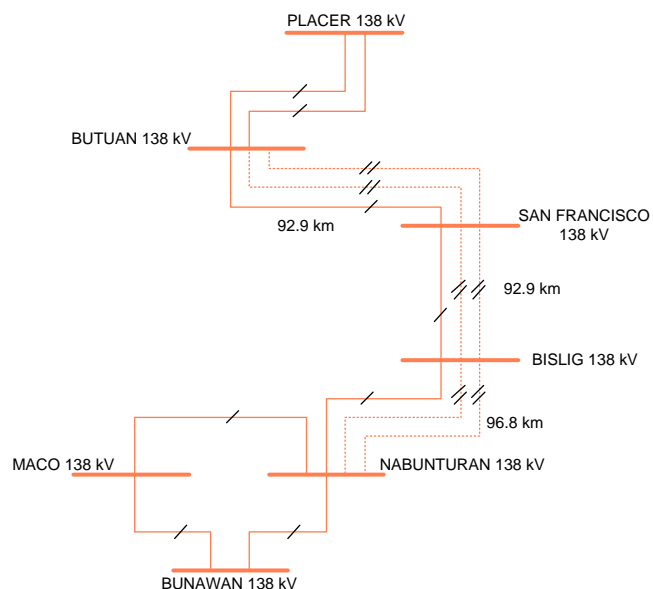 PLACER 138 kV
BUTUAN 138 kV
SAN FRANCISCO
138 kV
92.9 km
92.9 km
BISLIG 138 kV
96.8 km
MACO 138 kV
NABUNTURAN 138 kV
BUNAWAN 138 kV